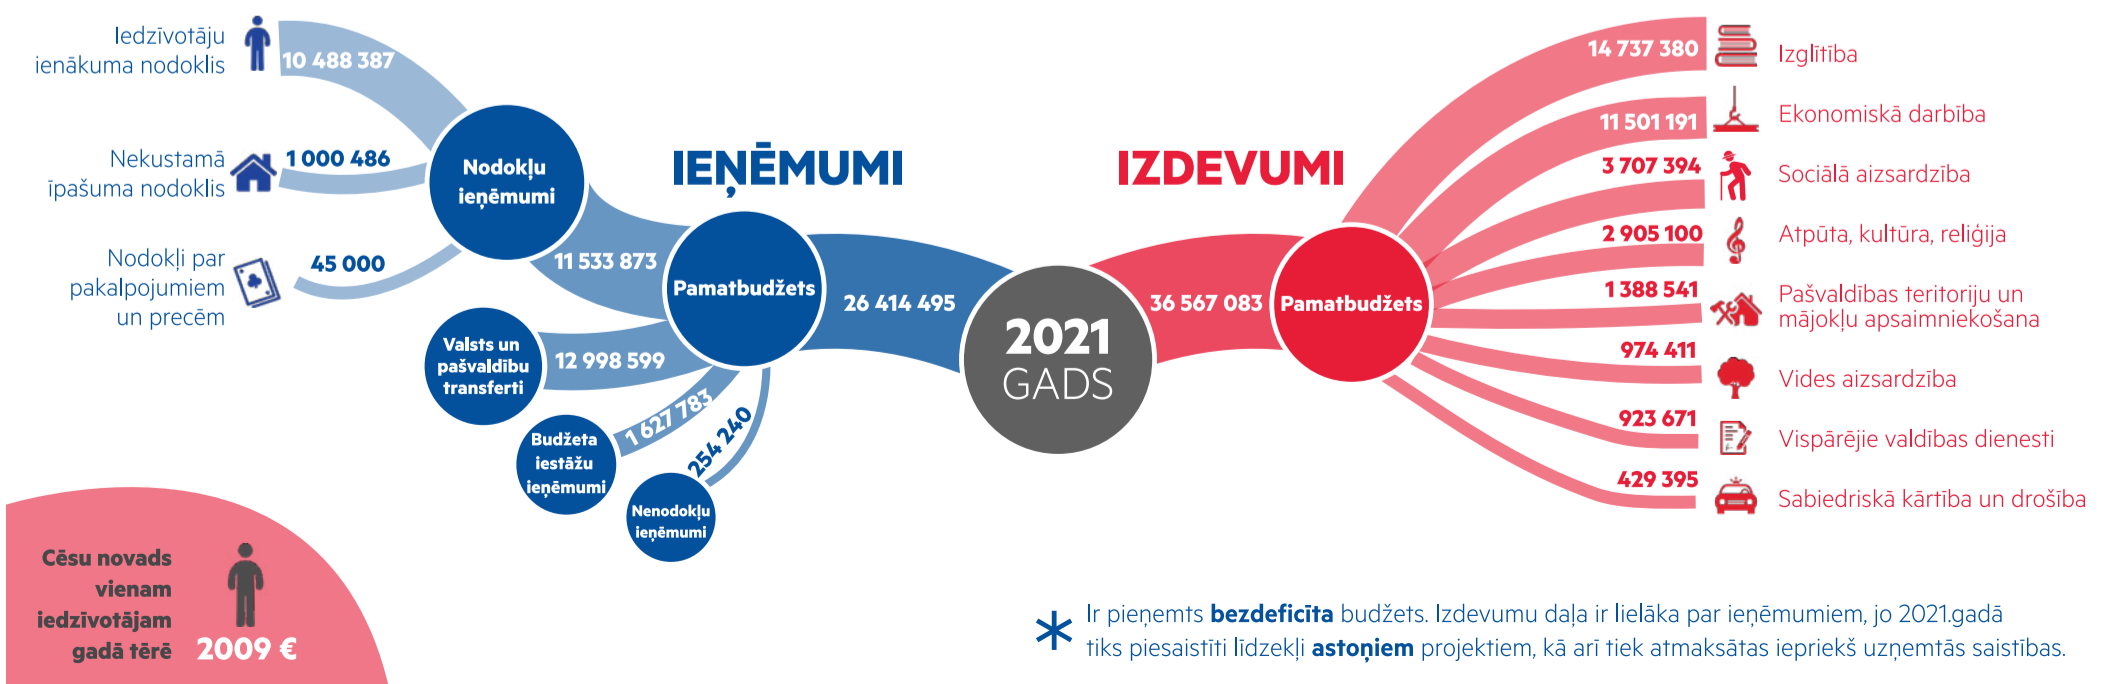 Iedzīvotāju
ienākuma nodoklis
10 488 387
Nekustamā
īpašuma nodoklis
1 000 486
Nodokļi par
pakalpojumiem
un precēm
45 000
Nodokļu
ieņēmumi
11 533 873
Valsts un
pašvaldību
transferti
12 998 599
Budžeta
iestāžu
ieņēmumi
1 627 783
Nenodokļu
ieņēmumi
254 240
IEŅĒMUMI
Pamatbudžets
26 414 495
2021
GADS
IZDEVUMI
36 567 083
Pamatbudžets
14 737 380
Izglītība
11 501 191
Ekonomiskā darbība
3 707 394
Sociālā aizsardzība
2 905 100
Atpūta, kultūra, reliģija
1 388 541
Pašvaldības teritoriju un
mājokļu apsaimniekošana
974 411
Vides aizsardzība
923 671
Vispārējie valdības dienesti
429 395
Sabiedriskā kārtība un drošība
Cēsu novads
vienam
iedzīvotājam
gadā tērē
2009 €
* Ir pieņemts bezdeficīta budžets. Izdevumu daļa ir lielāka par ieņēmumiem, jo 2021.gadā
tiks piesaistīti līdzekļi astoņiem projektiem, kā arī tiek atmaksātas iepriekš uzņemtās saistības.